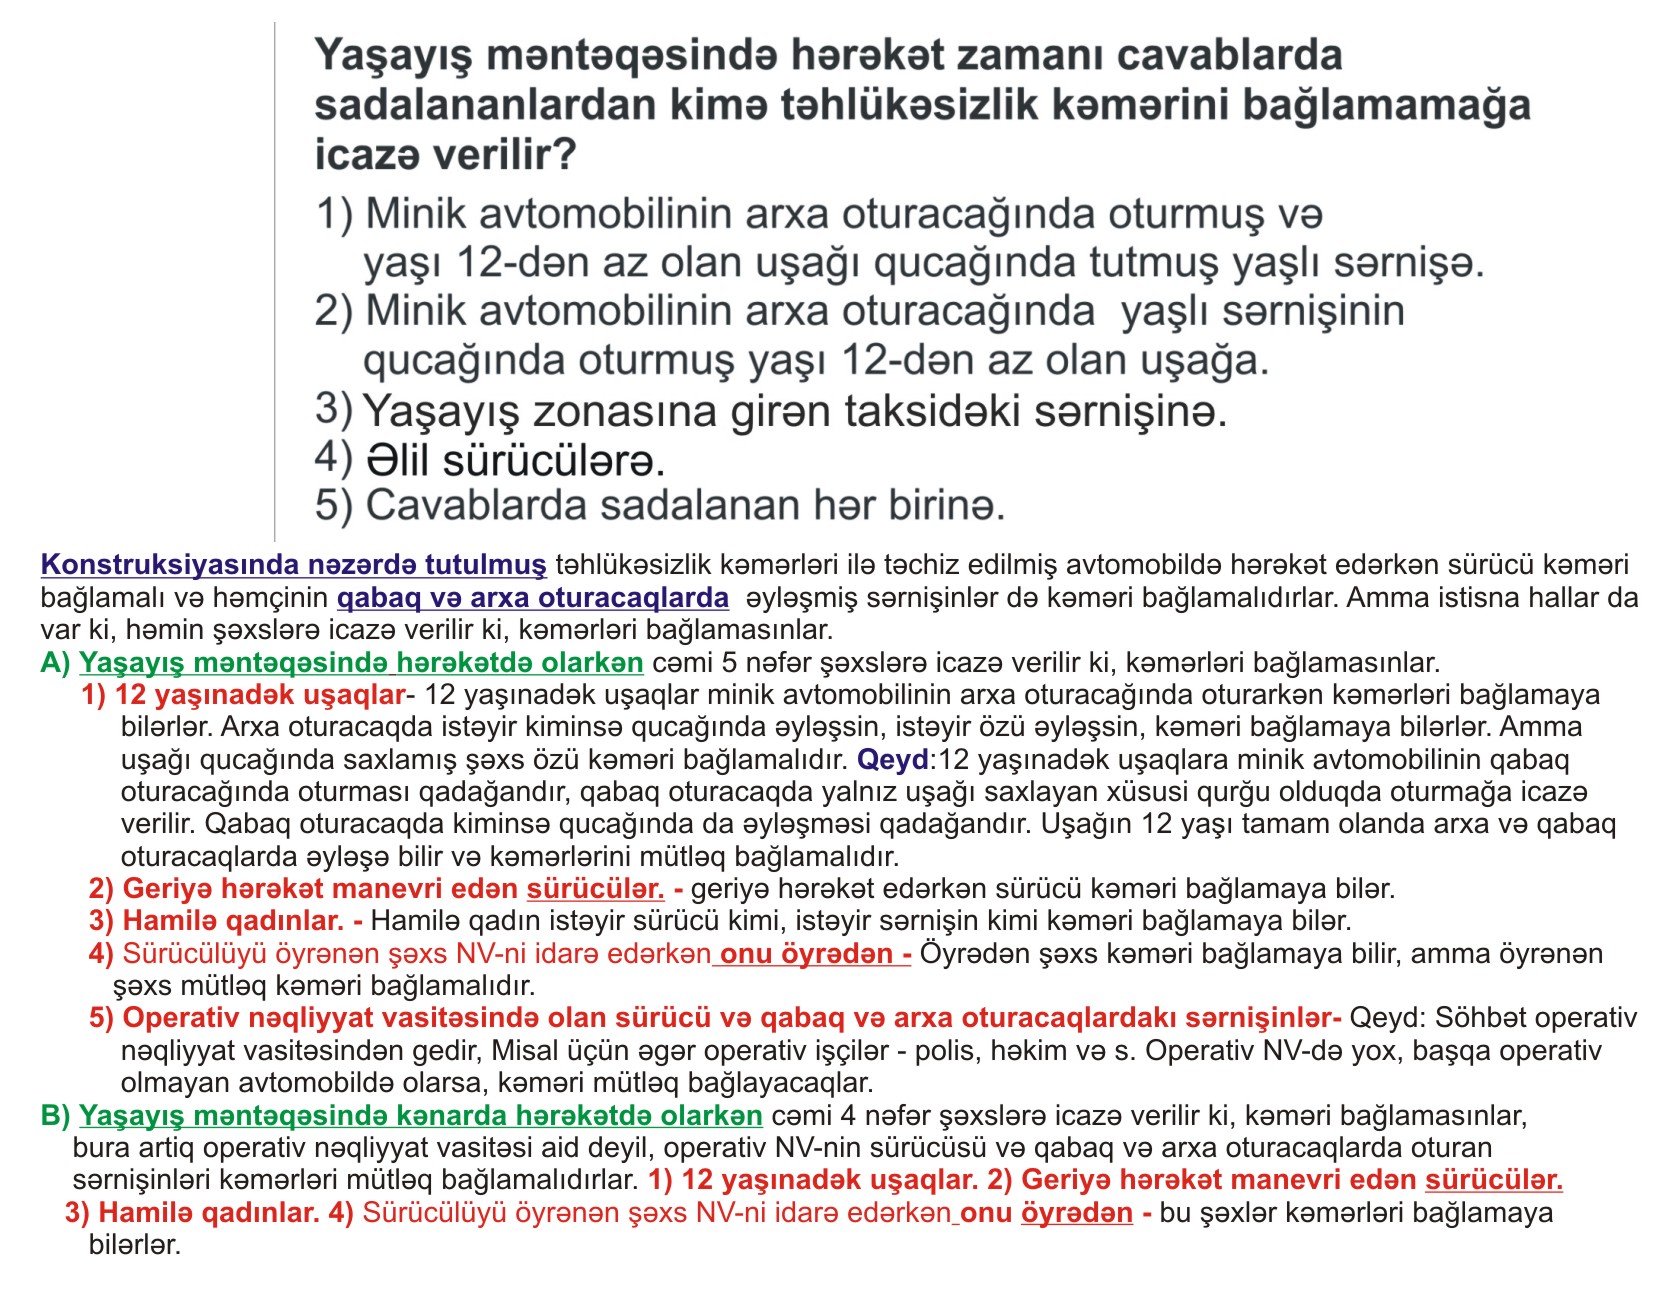 Yaşayış məntəqəsində hərəkət zamanı cavablarda
sadalananlardan kimə təhlükəsizlik kəmərini bağlamamağa
icazə verilir?
1) Minik avtomobilinin arxa oturacağında oturmuş və
yaşı 12-dən az olan uşağı qucağında tutmuş yaşlı sərnişə.
2) Minik avtomobilinin arxa oturacağında yaşlı sərnişinin
qucağında oturmuş yaşı 12-dən az olan uşağa.
3) Yaşayış zonasına girən taksidəki sərnişinə.
4) Əlil sürücülərə.
5) Cavablarda sadalanan hər birinə.
Konstruksiyasında nəzərdə tutulmuş təhlükəsizlik kəmərləri ilə təchiz edilmiş avtomobildə hərəkət edərkən sürücü kəməri
bağlamalı və həmçinin qabaq və arxa oturacaqlarda əyləşmiş sərnişinlər də kəməri bağlamalıdırlar. Amma istisna hallar da
var ki, həmin şəxslərə icazə verilir ki, kəmərləri bağlamasınlar.
A) Yaşayış məntəqəsində hərəkətdə olarkən cəmi 5 nəfər şəxslərə icazə verilir ki, kəmərləri bağlamasınlar.
1) 12 yaşınadək uşaqlar- 12 yaşınadək uşaqlar minik avtomobilinin arxa oturacağında oturarkən kəmərləri bağlamaya
bilərlər. Arxa oturacaqda istəyir kiminsə qucağında əyləşsin, istəyir özü əyləşsin, kəməri bağlamaya bilərlər. Amma
uşağı qucağında saxlamış şəxs özü kəməri bağlamalıdır. Qeyd:12 yaşınadək uşaqlara minik avtomobilinin qabaq
oturacağında oturması qadağandır, qabaq oturacaqda yalnız uşağı saxlayan xüsusi qurğu olduqda oturmağa icazə
verilir. Qabaq oturacaqda kiminsə qucağında da əyləşməsi qadağandır. Uşağın 12 yaşı tamam olanda arxa və qabaq
oturacaqlarda əyləşə bilir və kəmərlərini mütləq bağlamalıdır.
2) Geriyə hərəkət manevri edən sürücülər. - geriyə hərəkət edərkən sürücü kəməri bağlamaya bilər.
3) Hamilə qadınlar. - Hamilə qadın istəyir sürücü kimi, istəyir sərnişin kimi kəməri bağlamaya bilər.
4) Sürücülüyü öyrənən şəxs NV-ni idarə edərkən onu öyrədən - Öyrədən şəxs kəməri bağlamaya bilir, amma öyrənən
şəxs mütləq kəməri bağlamalıdır.
5) Operativ nəqliyyat vasitəsində olan sürücü və qabaq və arxa oturacaqlardakı sərnişinlər- Qeyd: Söhbət operativ
nəqliyyat vasitəsindən gedir, Misal üçün əgər operativ işçilər - polis, həkim və s. Operativ NV-də yox, başqa operativ
olmayan avtomobildə olarsa, kəməri mütləq bağlayacaqlar.
B) Yaşayış məntəqəsində kənarda hərəkətdə olarkən cəmi 4 nəfər şəxslərə icazə verilir ki, kəməri bağlamasınlar,
bura artiq operativ nəqliyyat vasitəsi aid deyil, operativ NV-nin sürücüsü və qabaq və arxa oturacaqlarda oturan
sərnişinləri kəmərləri mütləq bağlamalıdırlar. 1) 12 yaşınadək uşaqlar. 2) Geriyə hərəkət manevri edən sürücülər.
3) Hamilə qadınlar. 4) Sürücülüyü öyrənən şəxs NV-ni idarə edərkən onu öyrədən - bu şəxlər kəmərləri bağlamaya
bilərlər.